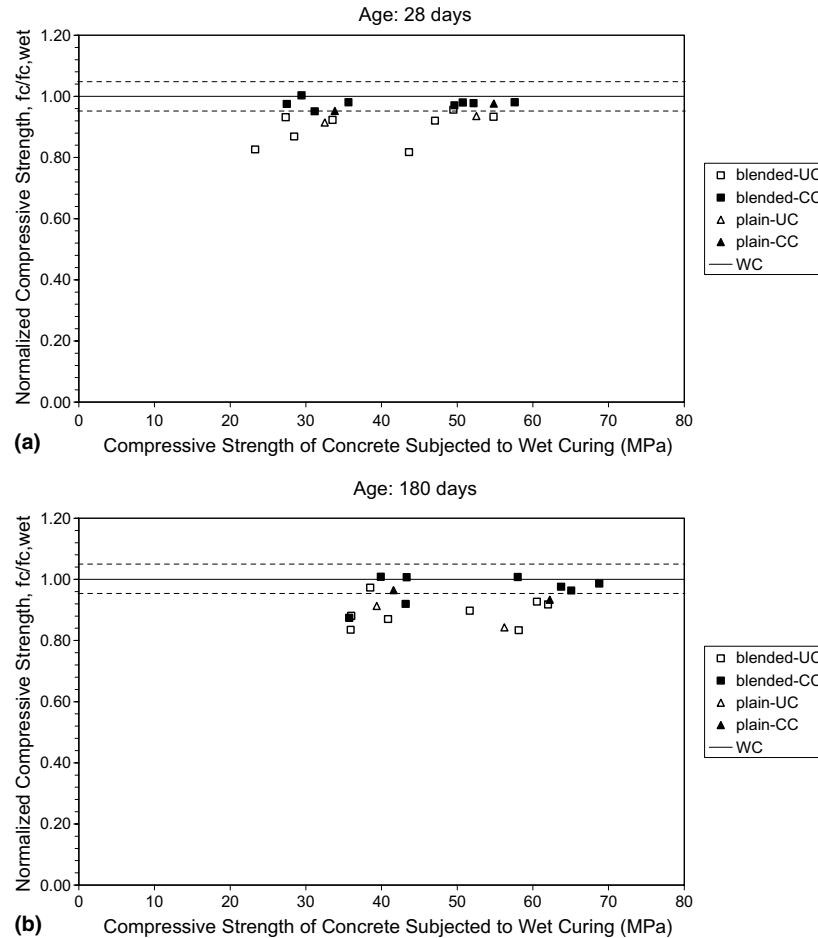 Age: 28 days
Normalized Compressive Strength, fc/fc,wet
1.20
1.00
0.80
0.60
0.40
0.20
0.00
0 10 20 30 40 50 60 70 80
(a) Compressive Strength of Concrete Subjected to Wet Curing (MPa)
blended-UC
blended-CC
plain-UC
plain-CC
WC
Age: 180 days
Normalized Compressive Strength, fc/fc,wet
1.20
1.00
0.80
0.60
0.40
0.20
0.00
0 10 20 30 40 50 60 70 80
(b) Compressive Strength of Concrete Subjected to Wet Curing (MPa)
blended-UC
blended-CC
plain-UC
plain-CC
WC